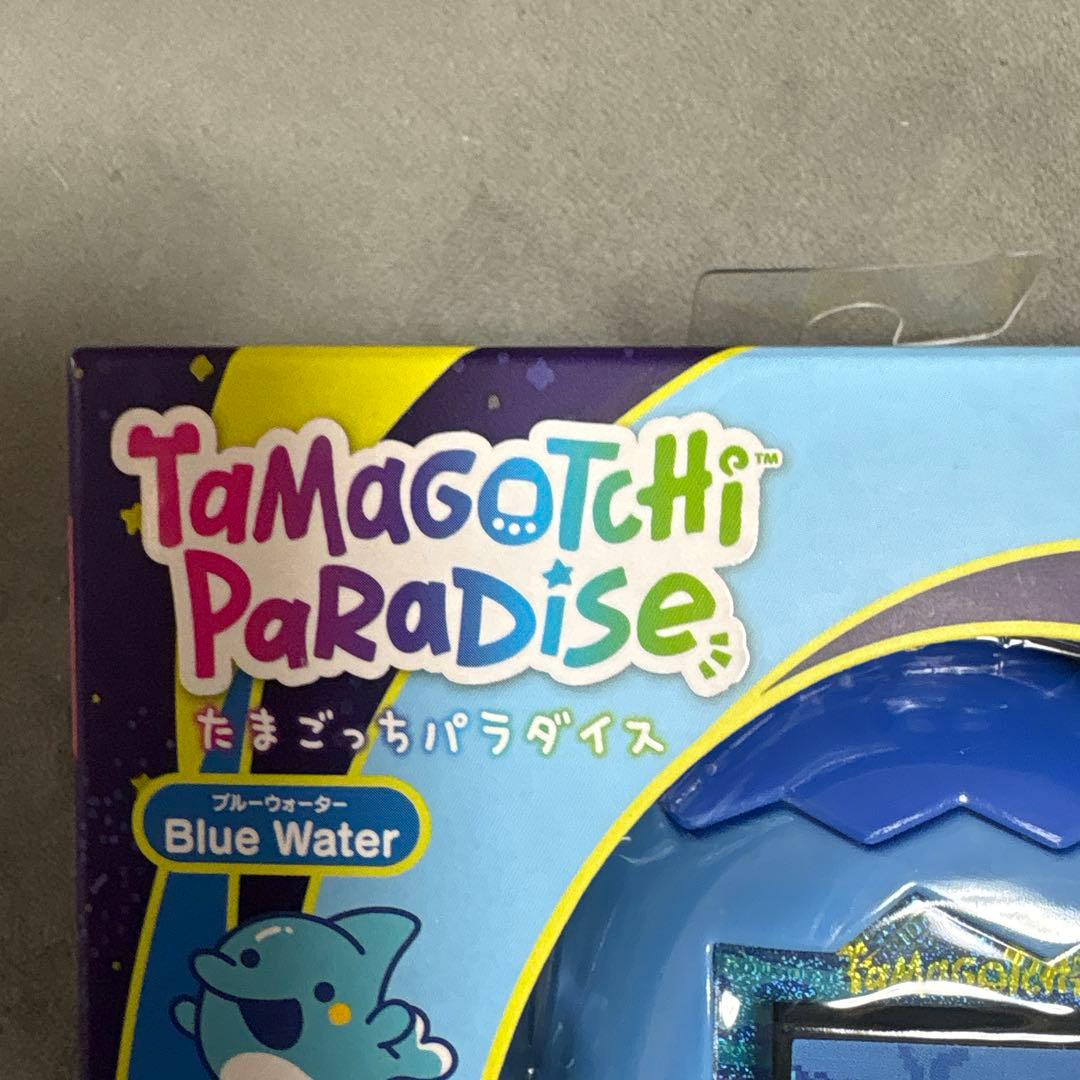 TaMaGOTCHi™
PaRaDiSe
たまごっちパラダイス
ブルーウォーター
Blue Water
TaMaGOTCH